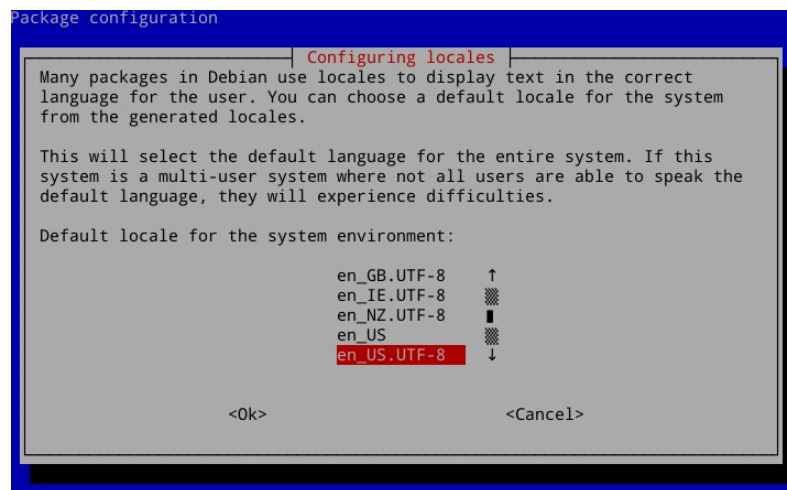 Package configuration
Configuring locales
Many packages in Debian use locales to display text in the correct
language for the user. You can choose a default locale for the system
from the generated locales.
This will select the default language for the entire system. If this
system is a multi-user system where not all users are able to speak the
default language, they will experience difficulties.
Default locale for the system environment:
en_GB.UTF-8 ↑
en_IE.UTF-8
en_NZ.UTF-8
en_US
en_US.UTF-8 ↓
<Ok> <Cancel>